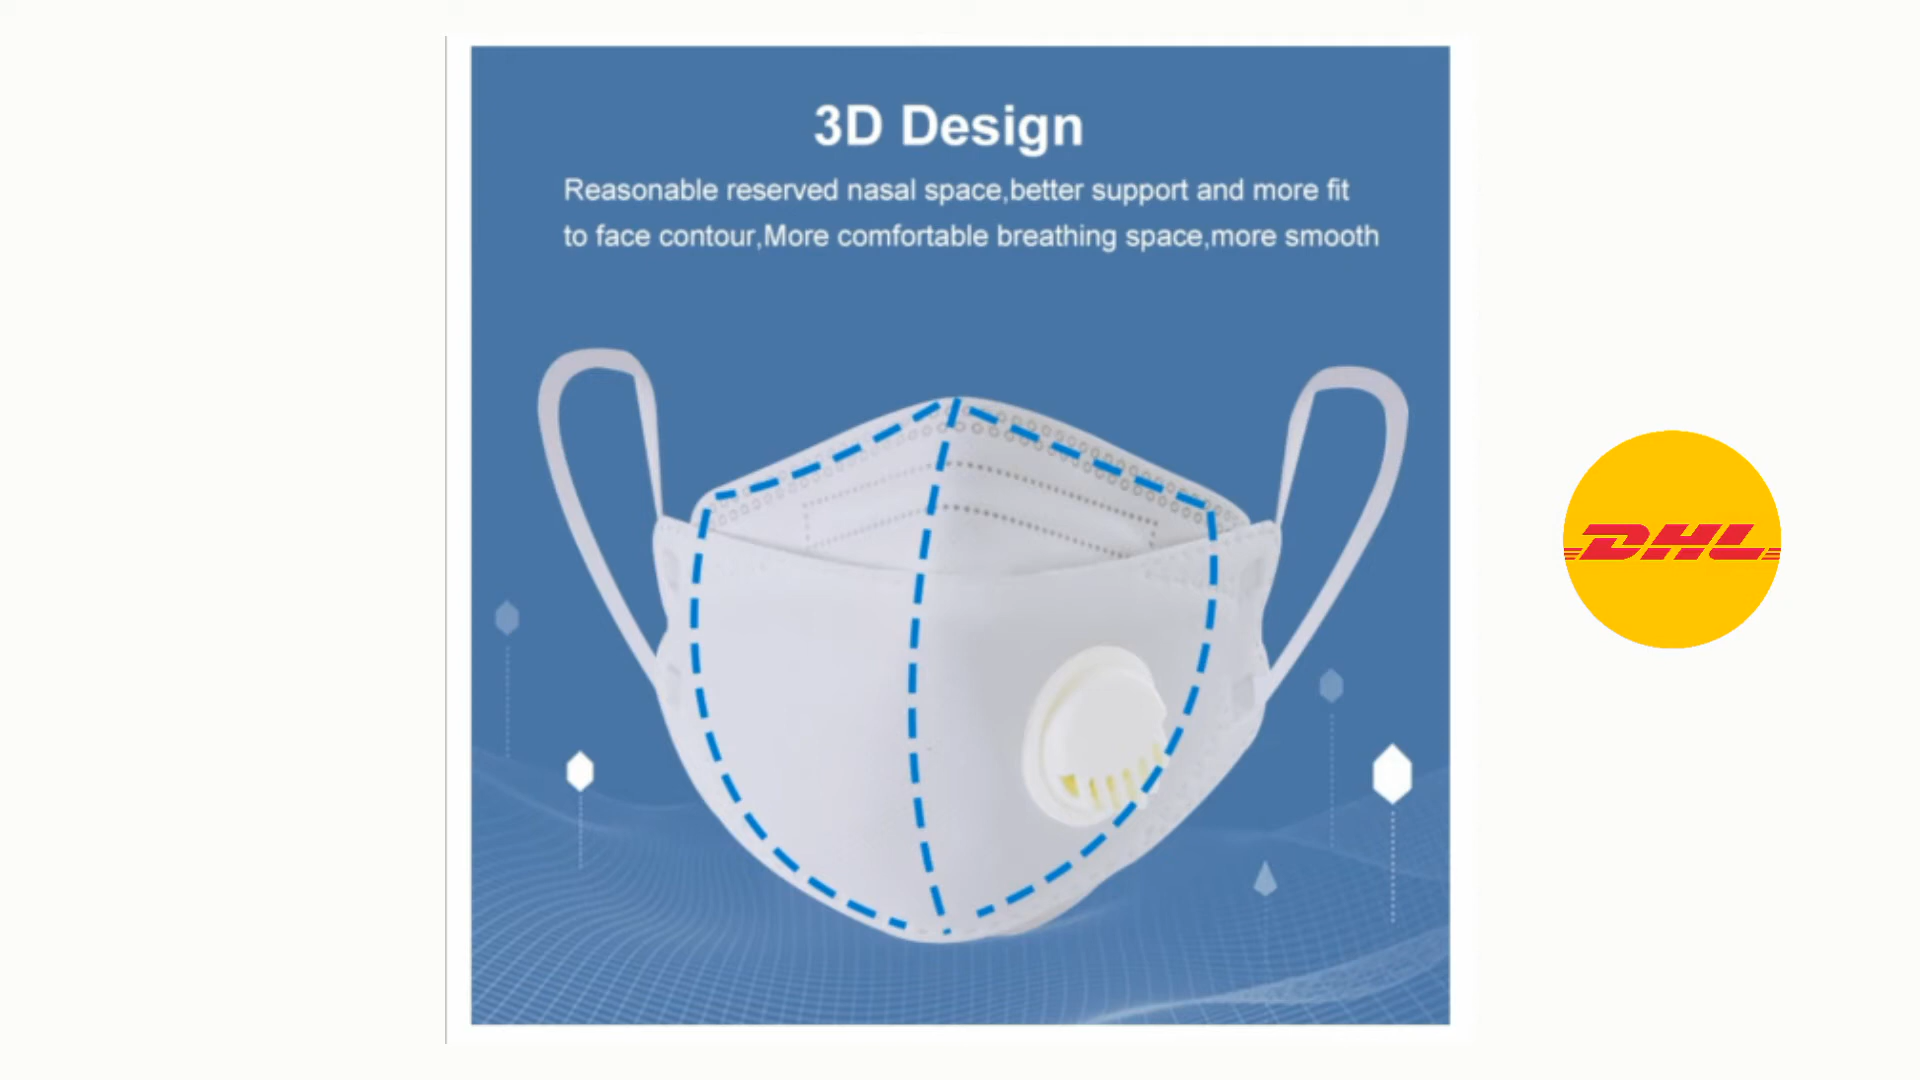 3D Design
Reasonable reserved nasal space,better support and more fit
to face contour,More comfortable breathing space,more smooth
DHL